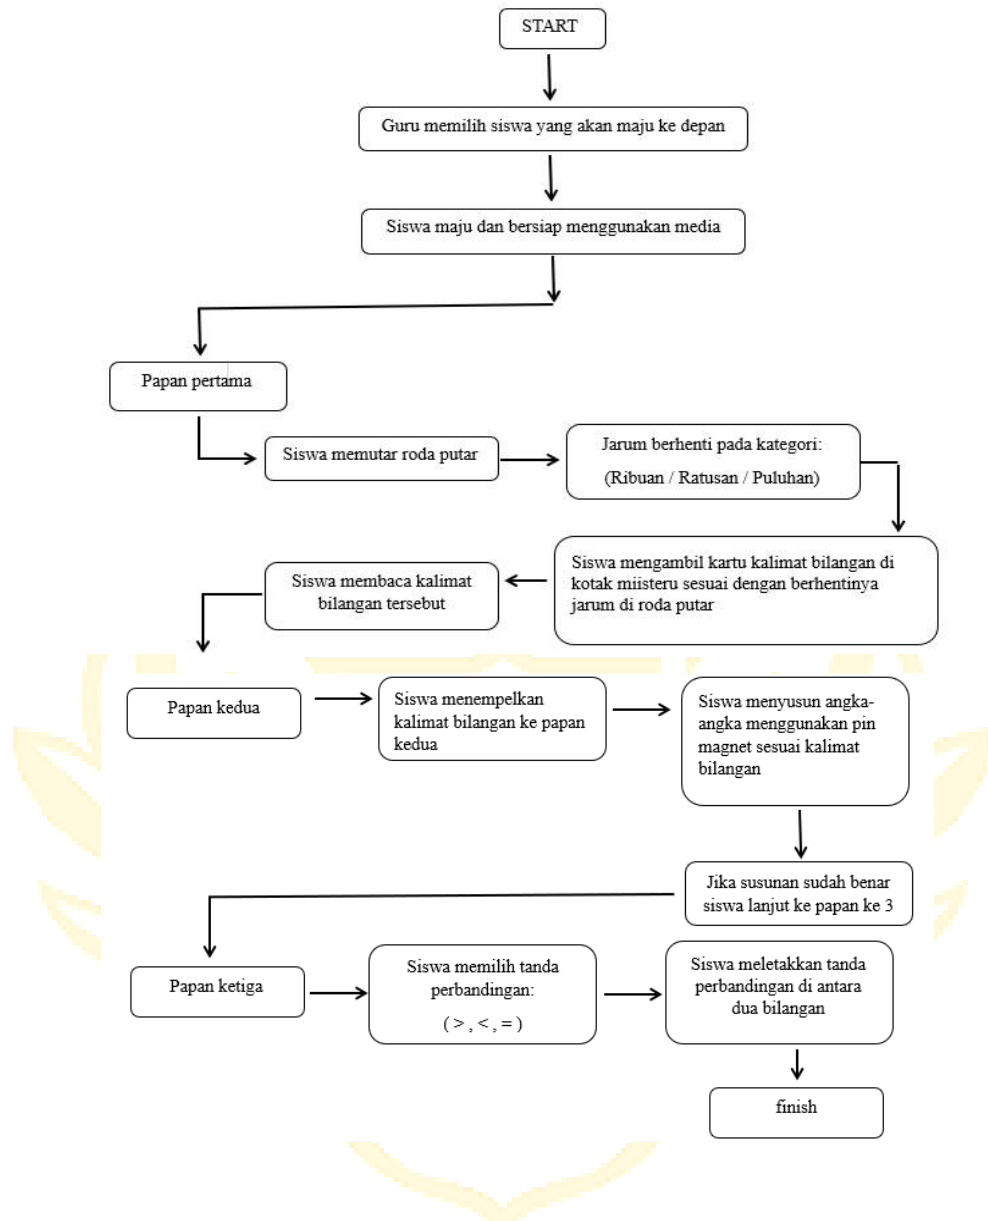 START
Guru memilih siswa yang akan maju ke depan
Siswa maju dan bersiap menggunakan media
Papan pertama
Siswa memutar roda putar
Jarum berhenti pada kategori:
(Ribuan / Ratusan / Puluhan)
Siswa mengambil kartu kalimat bilangan di
kotak miisteru sesuai dengan berhentinya
jarum di roda putar
Siswa membaca kalimat
bilangan tersebut
Papan kedua
Siswa menempelkan
kalimat bilangan ke papan
kedua
Siswa menyusun angka-
angka menggunakan pin
magnet sesuai kalimat
bilangan
Jika susunan sudah benar
siswa lanjut ke papan ke 3
Papan ketiga
Siswa memilih tanda
perbandingan:
( > , < , = )
Siswa meletakkan tanda
perbandingan di antara
dua bilangan
finish